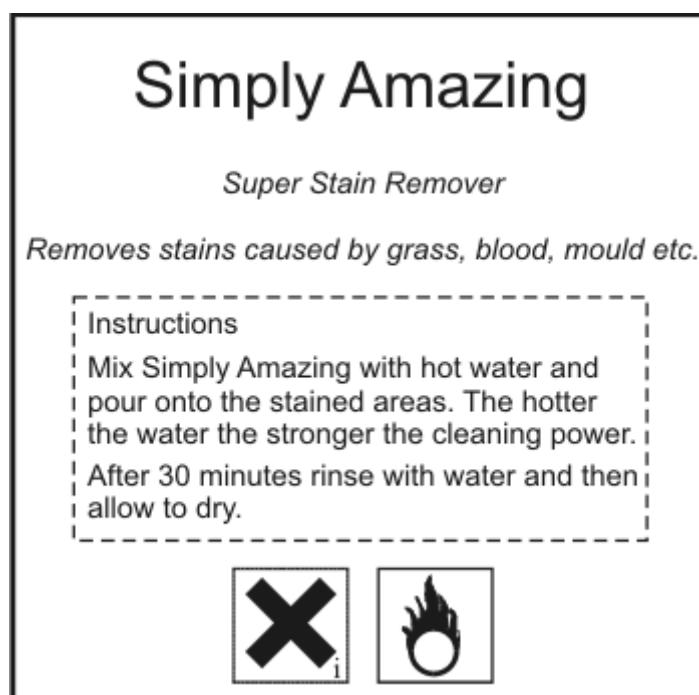 Simply Amazing
Super Stain Remover
Removes stains caused by grass, blood, mould etc.
Instructions
Mix Simply Amazing with hot water and
pour onto the stained areas. The hotter
the water the stronger the cleaning power.
After 30 minutes rinse with water and then
allow to dry.
i